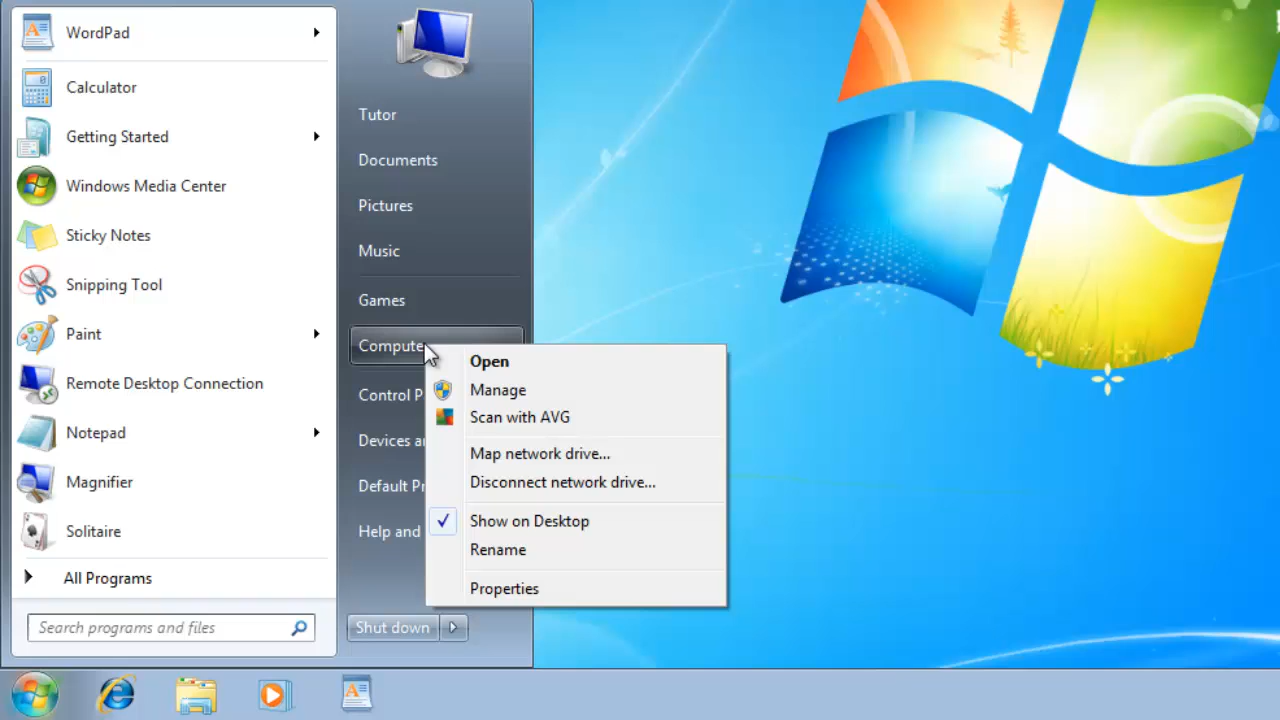 WordPad
Calculator
Getting Started
Windows Media Center
Sticky Notes
Snipping Tool
Paint
Remote Desktop Connection
Notepad
Magnifier
Solitaire
All Programs
Search programs and files
Tutor
Documents
Pictures
Music
Games
Compute
Control P
Devices a
Default Pr
Help and
Shut down
Open
Manage
Scan with AVG
Map network drive...
Disconnect network drive...
Show on Desktop
Rename
Properties